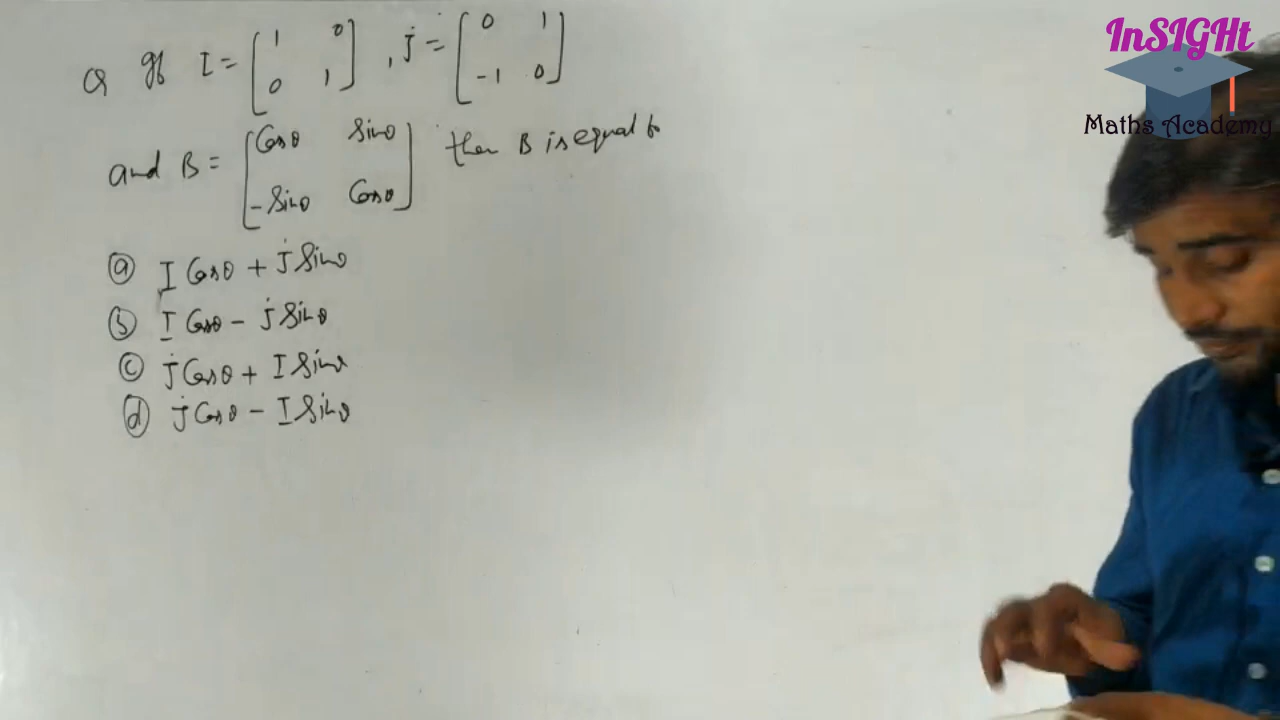 Q If I = [ 1 0 0 1 ] , j = [ 0 1 -1 0 ]
and B = [ Cosθ Sinθ -Sinθ Cosθ ] then B is equal to
(a) I Cosθ + j Sinθ
(b) I Cosθ - j Sinθ
(c) j Cosθ + I Sinθ
(d) j Cosθ - I Sinθ
InSIGHt
Maths Academy